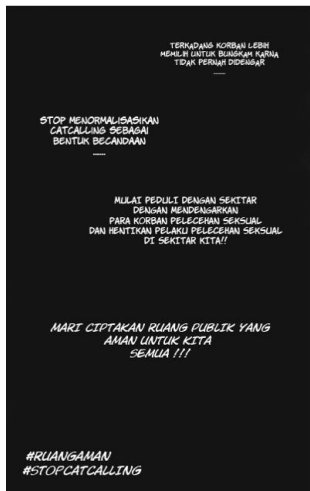 TERKADANG KORBAN LEBIH
MEMILIH UNTUK BUNGKAM KARNA
TIDAK PERNAH DIDENGAR
......
STOP MENORMALISASIKAN
CATCALLING SEBAGAI
BENTUK BECANDAAN
......
MULAI PEDULI DENGAN SEKITAR
DENGAN MENDENGARKAN
PARA KORBAN PELECEHAN SEKSUAL
DAN HENTIKAN PELAKU PELECEHAN SEKSUAL
DI SEKITAR KITA!!
MARI CIPTAKAN RUANG PUBLIK YANG
AMAN UNTUK KITA
SEMUA !!!
#RUANGAMAN
#STOPCATCALLING